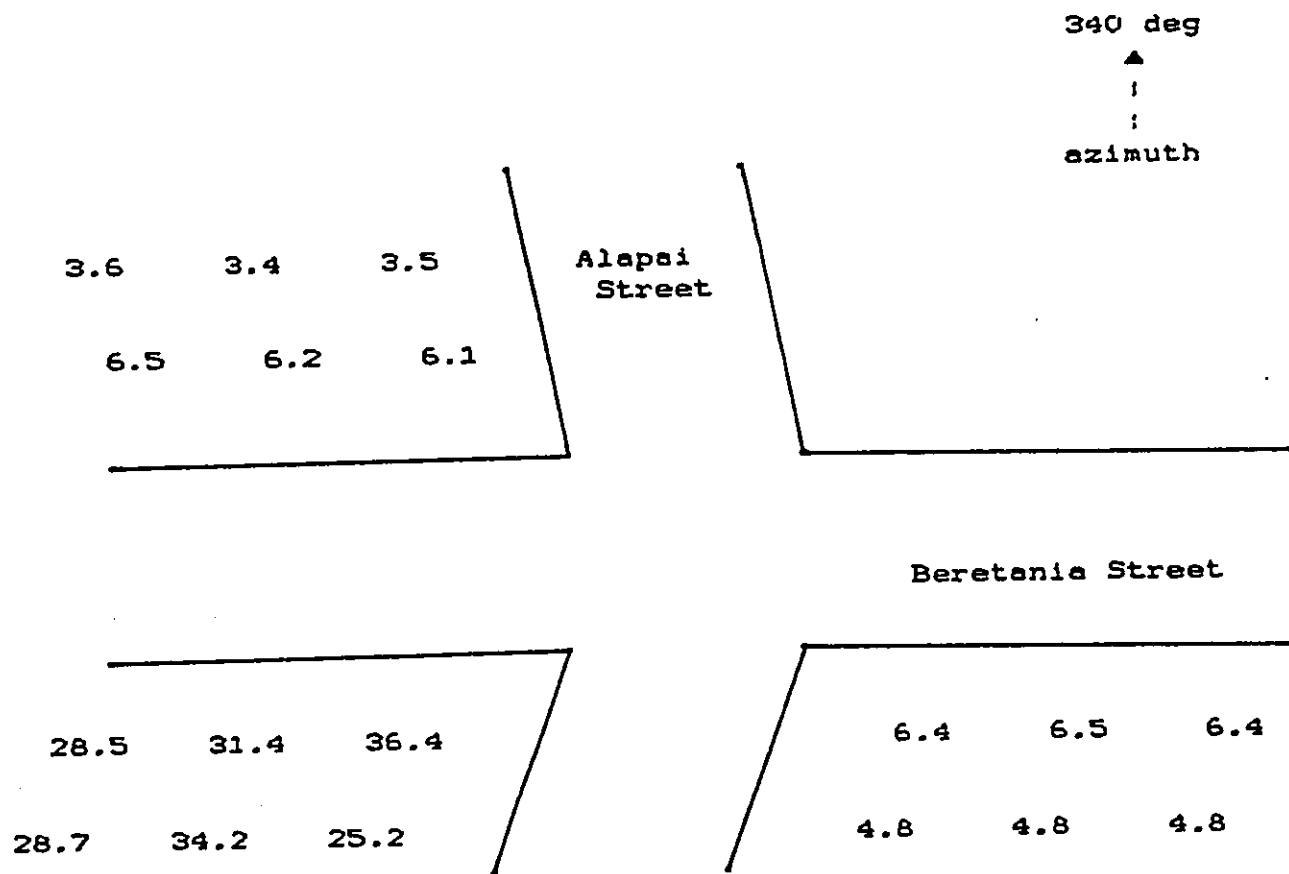 340 deg
azimuth
3.6 3.4 3.5
Alapai
Street
6.5 6.2 6.1
Beretania Street
28.5 31.4 36.4
6.4 6.5 6.4
28.7 34.2 25.2
4.8 4.8 4.8